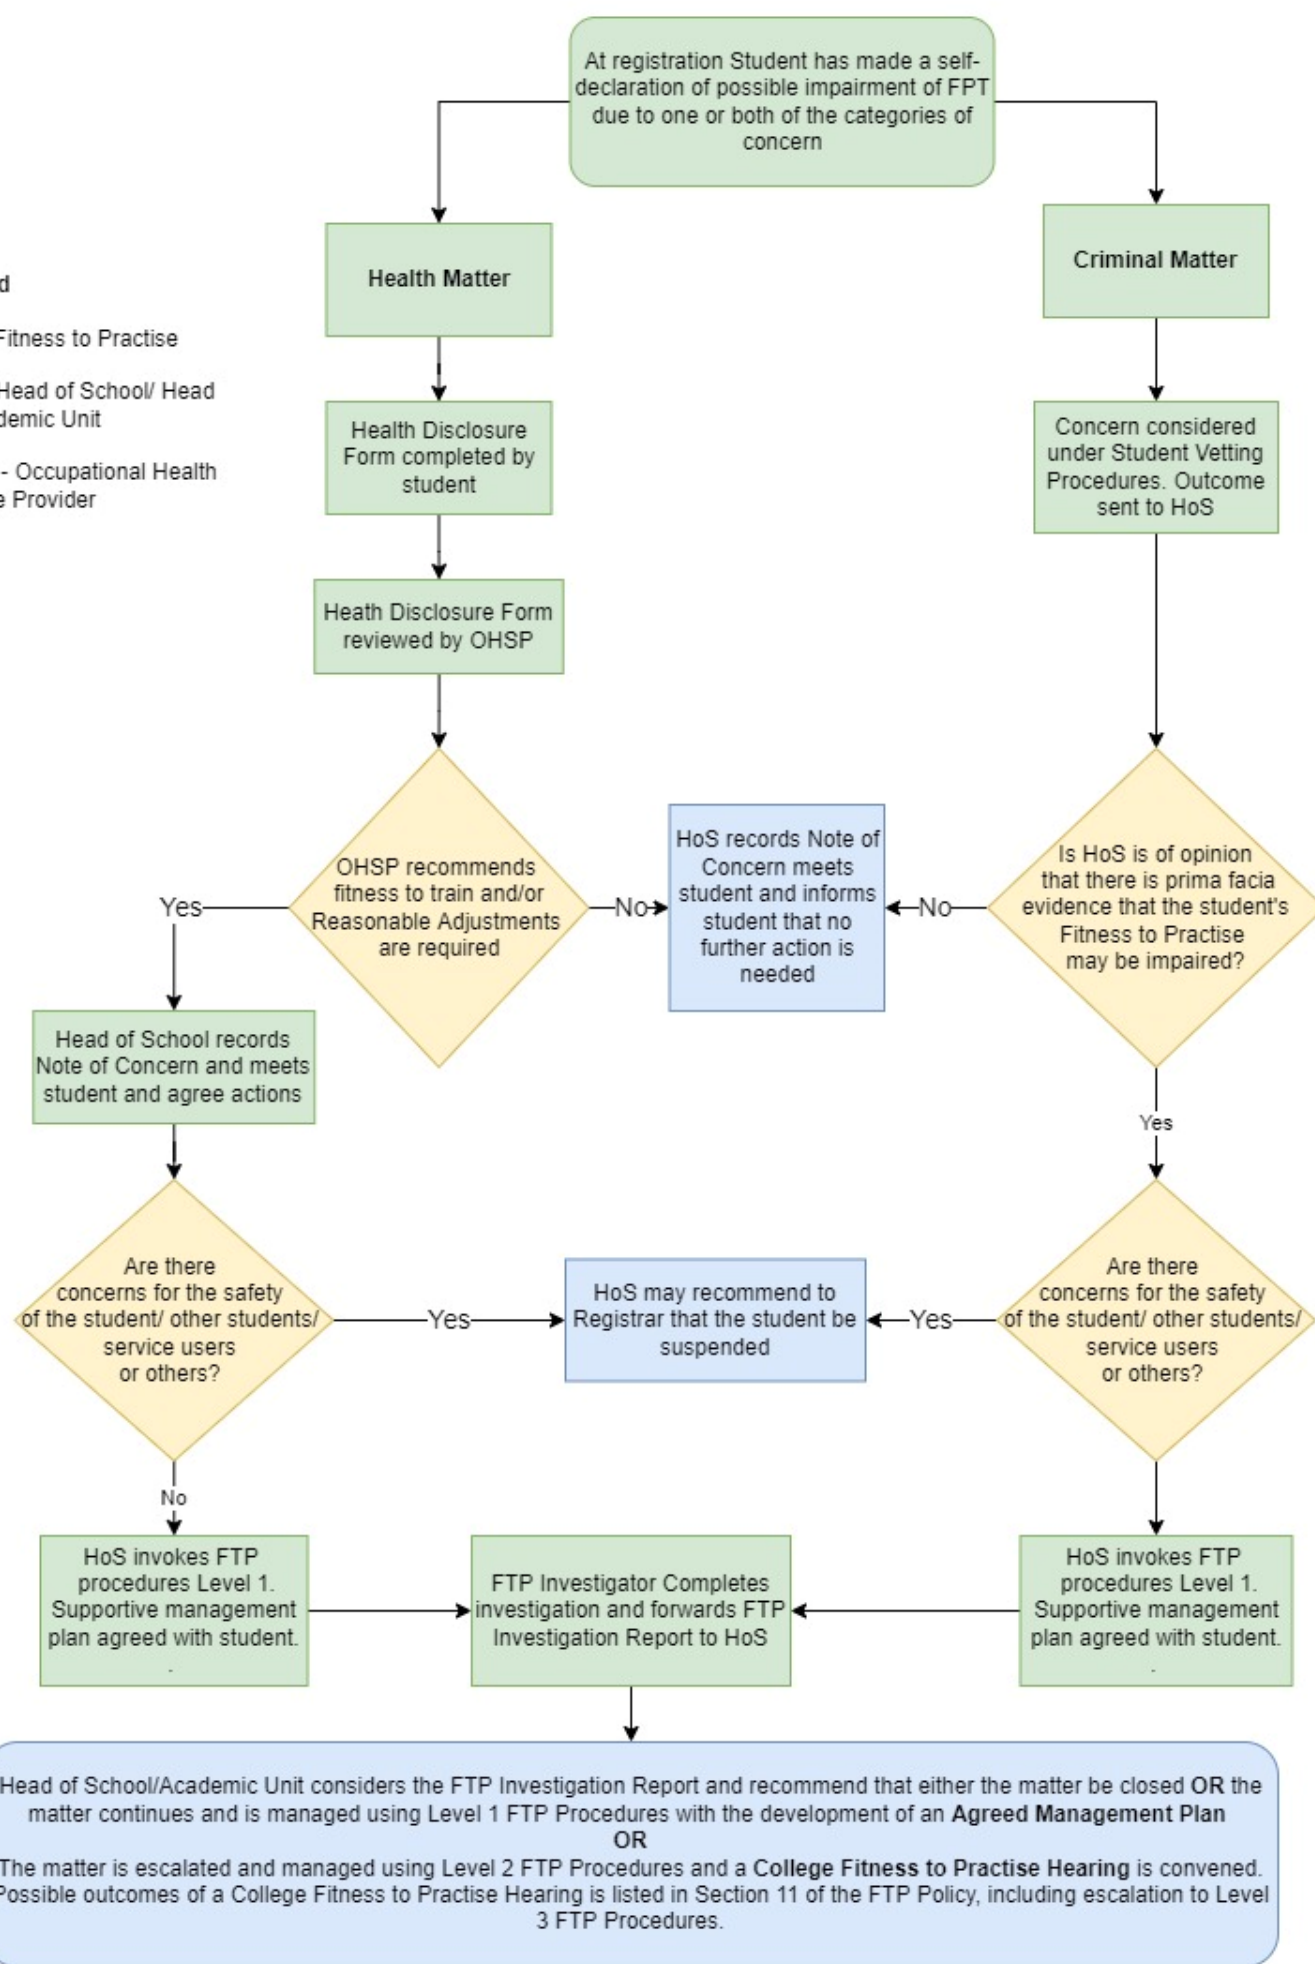 At registration Student has made a self-
declaration of possible impairment of FPT
due to one or both of the categories of
concern
Health Matter
Criminal Matter
Fitness to Practise
Head of School/ Head
Unit
- Occupational Health
Provider
Health Disclosure
Form completed by
student
Concern considered
under Student Vetting
Procedures. Outcome
sent to HoS
Heath Disclosure Form
reviewed by OHSP
OHSP recommends
fitness to train and/or
Reasonable Adjustments
are required
Yes
No
HoS records Note of
Concern meets
student and informs
student that no
further action is
needed
No
Is HoS is of opinion
that there is prima facia
evidence that the student's
Fitness to Practise
may be impaired?
Head of School records
Note of Concern and meets
student and agree actions
Yes
Are there
concerns for the safety
of the student/ other students/
service users
or others?
Yes
HoS may recommend to
Registrar that the student be
suspended
Yes
Are there
concerns for the safety
of the student/ other students/
service users
or others?
No
HoS invokes FTP
procedures Level 1.
Supportive management
plan agreed with student.
.
FTP Investigator Completes
investigation and forwards FTP
Investigation Report to HoS
HoS invokes FTP
procedures Level 1.
Supportive management
plan agreed with student.
.
Head of School/Academic Unit considers the FTP Investigation Report and recommend that either the matter be closed OR the
matter continues and is managed using Level 1 FTP Procedures with the development of an Agreed Management Plan
OR
The matter is escalated and managed using Level 2 FTP Procedures and a College Fitness to Practise Hearing is convened.
Possible outcomes of a College Fitness to Practise Hearing is listed in Section 11 of the FTP Policy, including escalation to Level
3 FTP Procedures.